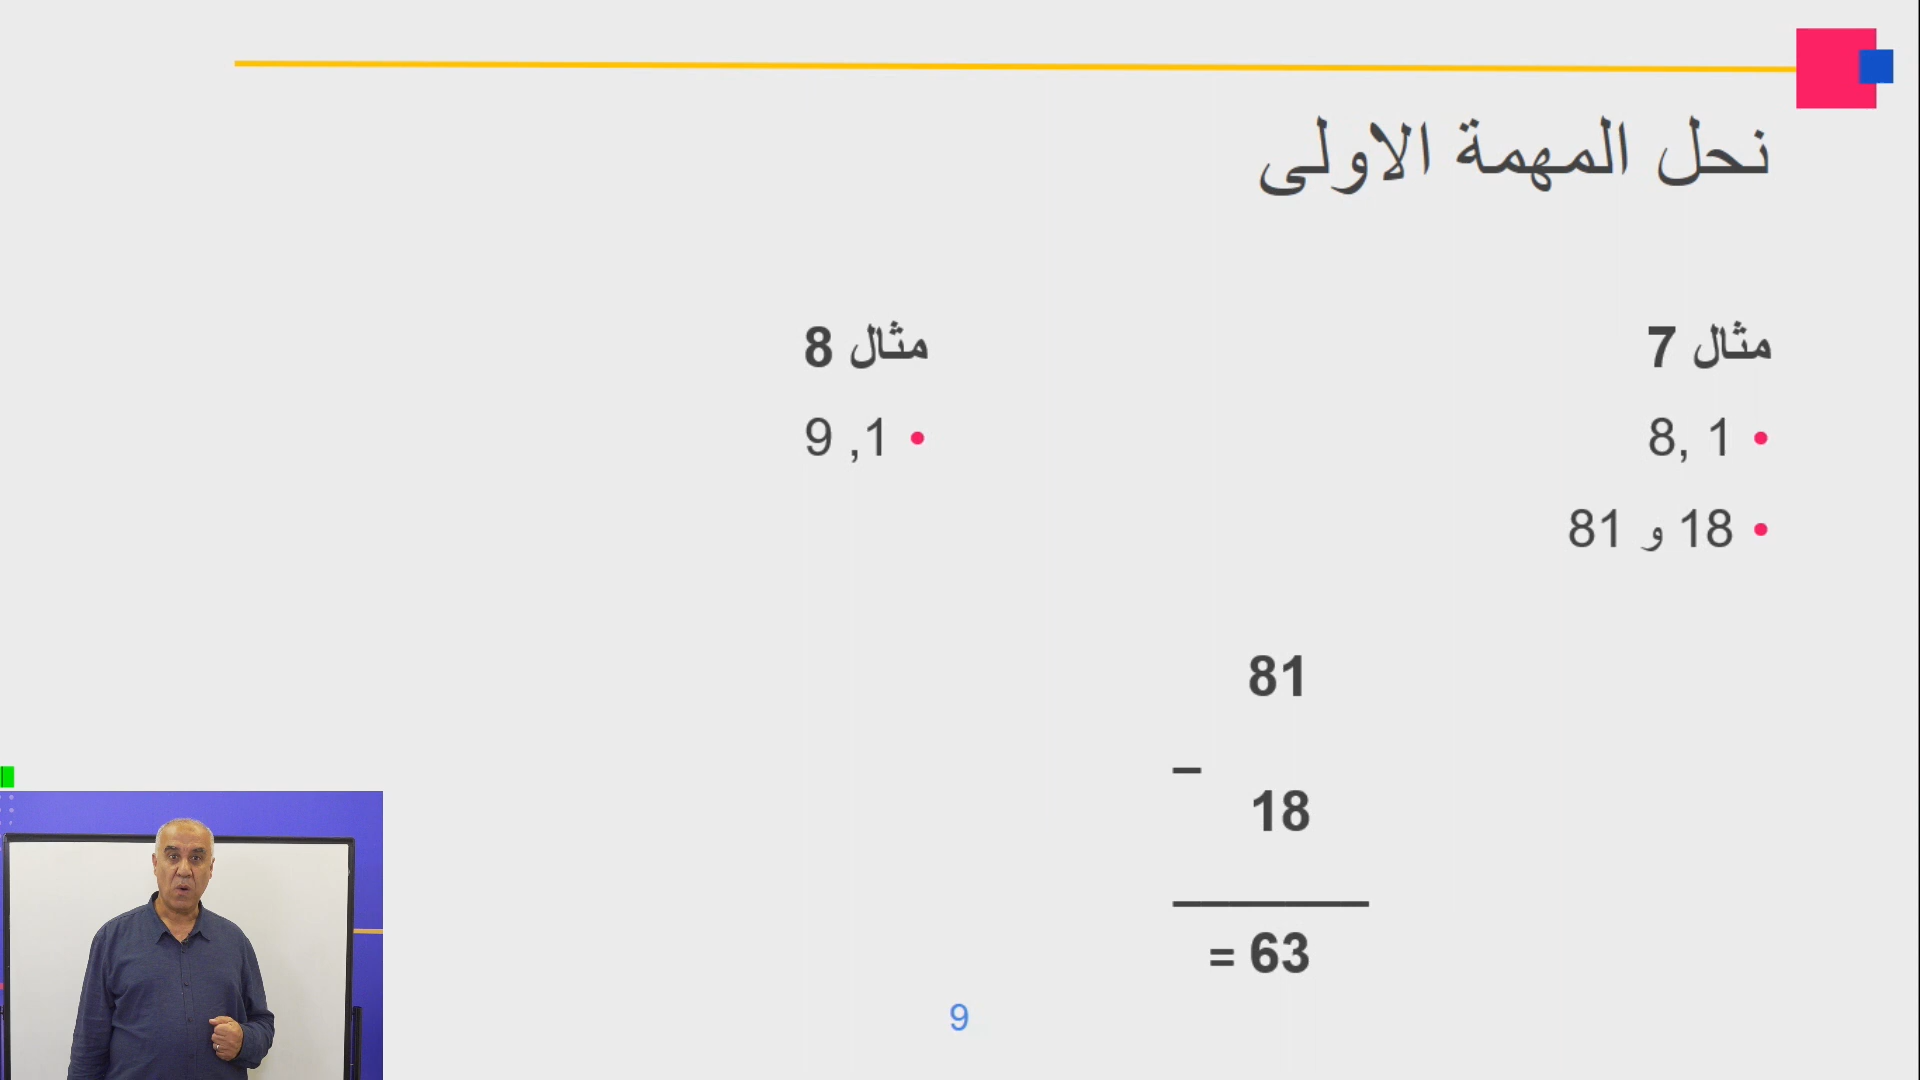 نحل المهمة الاولى
مثال 7
• 1 ,8
• 18 و 81
81
–
18
= 63
مثال 8
• 1, 9
9